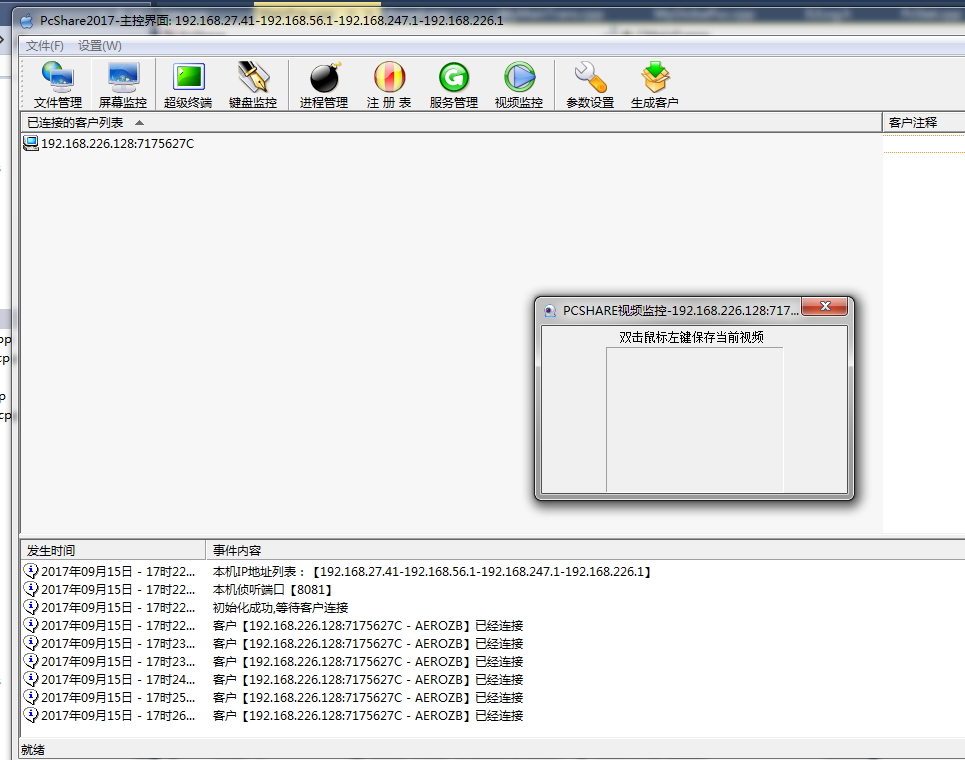 PcShare2017-主控界面: 192.168.27.41-192.168.56.1-192.168.247.1-192.168.226.1
文件(F) 设置(W)
文件管理 屏幕监控 超级终端 键盘监控 进程管理 注 册 表 服务管理 视频监控 参数设置 生成客户
已连接的客户列表 客户注释
192.168.226.128:7175627C
PCSHARE视频监控-192.168.226.128:717...
双击鼠标左键保存当前视频
发生时间 事件内容
2017年09月15日 - 17时22... 本机IP地址列表：【192.168.27.41-192.168.56.1-192.168.247.1-192.168.226.1】
2017年09月15日 - 17时22... 本机侦听端口【8081】
2017年09月15日 - 17时22... 初始化成功,等待客户连接
2017年09月15日 - 17时22... 客户【192.168.226.128:7175627C - AEROZB】已经连接
2017年09月15日 - 17时23... 客户【192.168.226.128:7175627C - AEROZB】已经连接
2017年09月15日 - 17时23... 客户【192.168.226.128:7175627C - AEROZB】已经连接
2017年09月15日 - 17时24... 客户【192.168.226.128:7175627C - AEROZB】已经连接
2017年09月15日 - 17时25... 客户【192.168.226.128:7175627C - AEROZB】已经连接
2017年09月15日 - 17时26... 客户【192.168.226.128:7175627C - AEROZB】已经连接
就绪